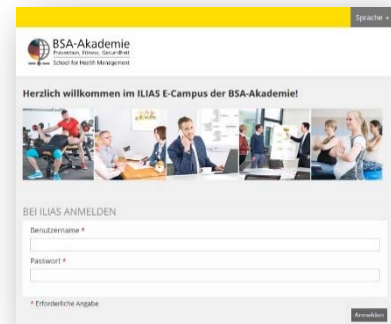 Sprache
BSA-Akademie
Prävention, Fitness, Gesundheit
School for Health Management
Herzlich willkommen im ILIAS E-Campus der BSA-Akademie!
BEI ILIAS ANMELDEN
Benutzername *
Passwort *
* Erforderliche Angabe
Anmelden